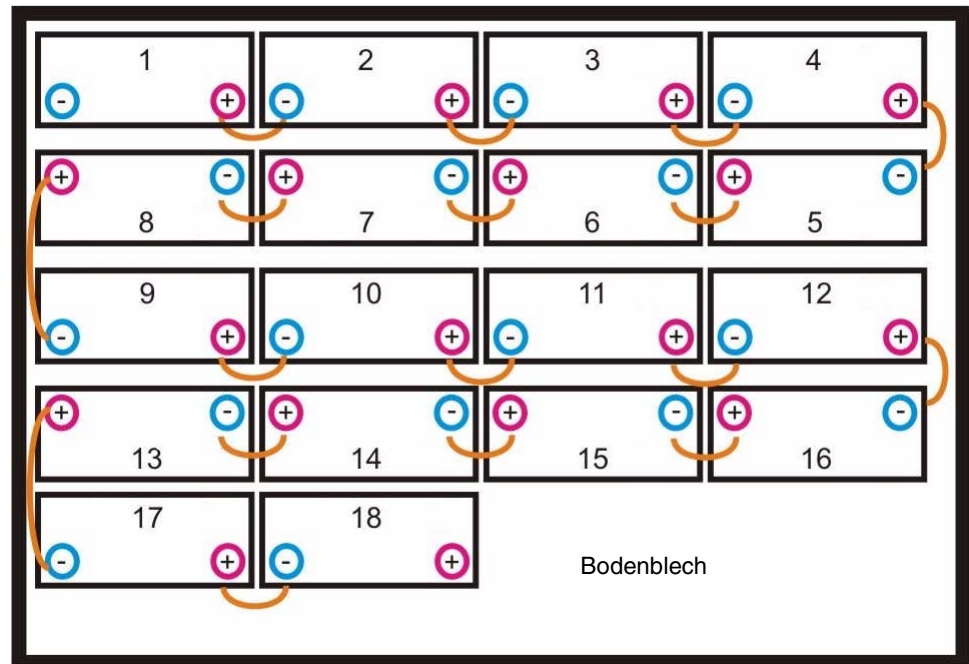 1 2 3 4
- + - + - + - +
+ - + - + - + -
8 7 6 5
9 10 11 12
- + - + - + - +
+ - + - + - + -
13 14 15 16
17 18
- + - +
Bodenblech